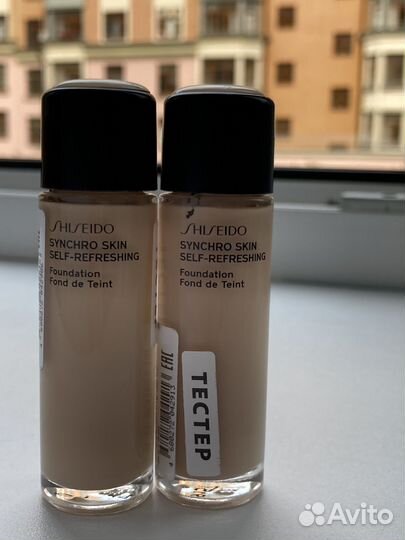 SHISEIDO
SYNCHRO SKIN
SELF-REFRESHING
Foundation
Fond de Teint
SHISEIDO
SYNCHRO SKIN
SELF-REFRESHING
Foundation
Fond de Teint
EAC
ТЕСТЕР
Avito